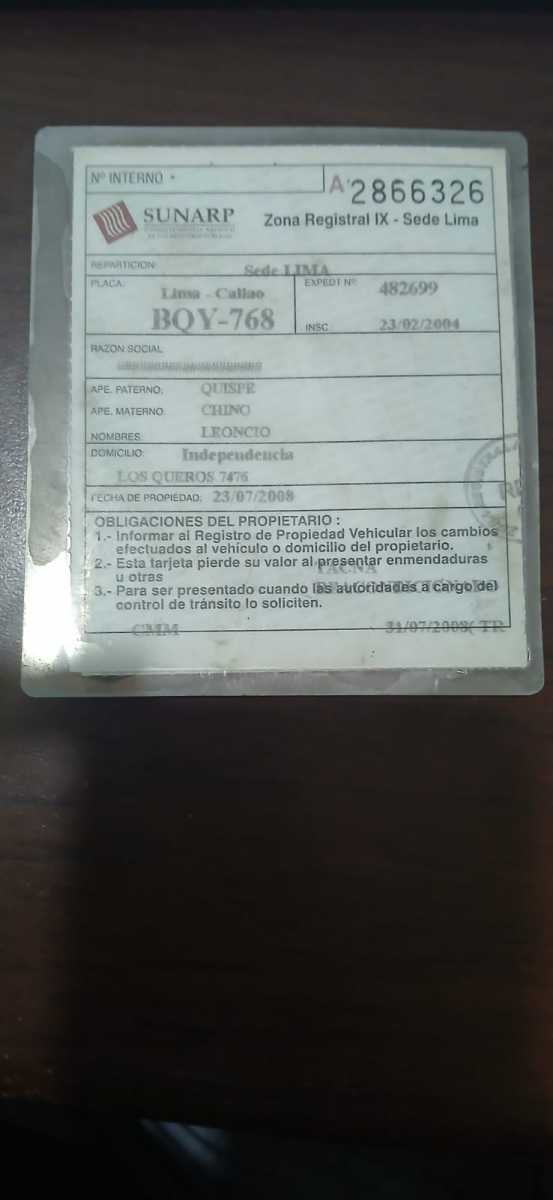 Nº INTERNO
A 2866326
SUNARP
Zona Registral IX - Sede Lima
REPARTICION: Sede LIMA
PLACA: Lima - Callao
BQY-768
EXPEDT Nº 482699
INSC. 23/02/2004
RAZON SOCIAL
APE. PATERNO: QUISPE
APE. MATERNO: CHINO
NOMBRES LEONCIO
DOMICILIO: Independencia
LOS QUEROS 7476
FECHA DE PROPIEDAD: 23/07/2008
OBLIGACIONES DEL PROPIETARIO :
1.- Informar al Registro de Propiedad Vehicular los cambios
efectuados al vehículo o domicilio del propietario.
2.- Esta tarjeta pierde su valor al presentar enmendaduras
u otras
TACNA
3.- Para ser presentado cuando las autoridades a cargo del
control de tránsito lo soliciten.
CMM 31/07/2008( TR